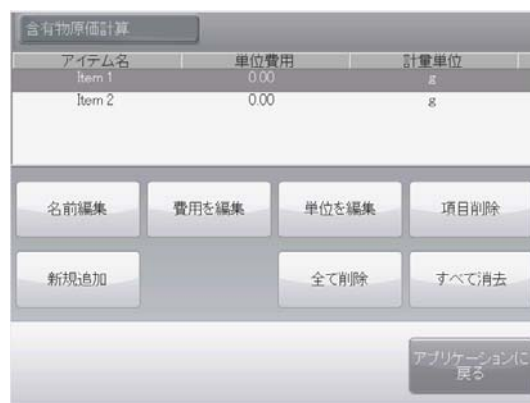 含有物原価計算
アイテム名 単位費用 計量単位
Item 1 0.00 g
Item 2 0.00 g
名前編集 費用を編集 単位を編集 項目削除
新規追加 全て削除 すべて消去
アプリケーションに
戻る